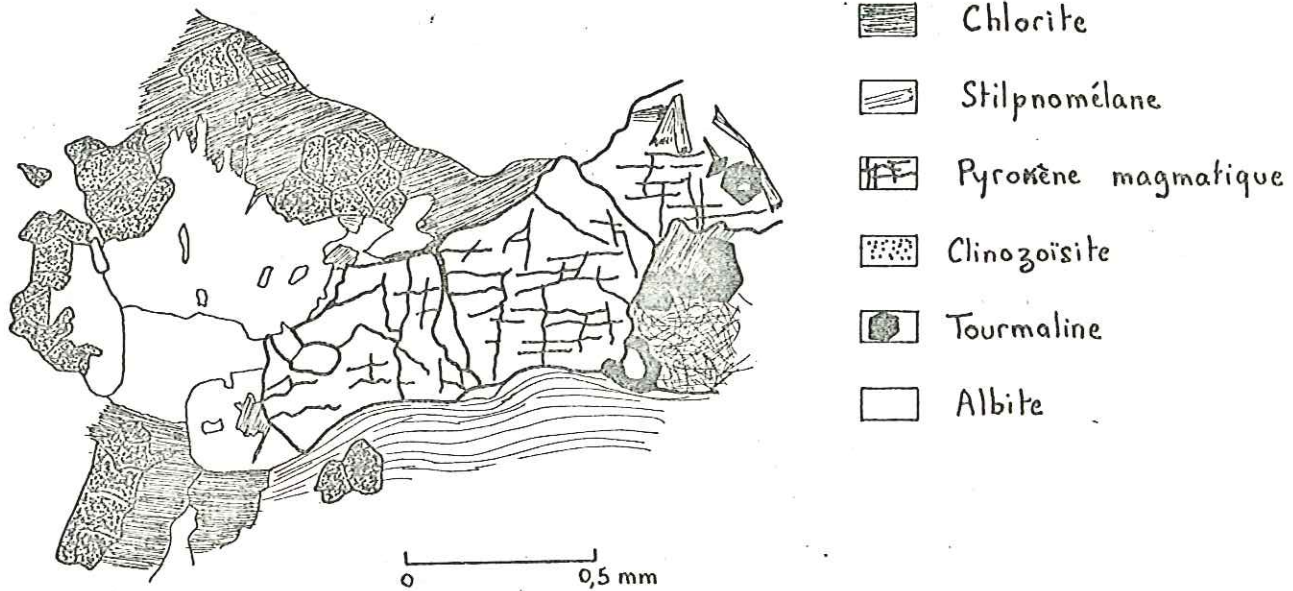 Chlorite
Stilpnomélane
Pyroxène magmatique
Clinozoïsite
Tourmaline
Albite
0 0,5 mm